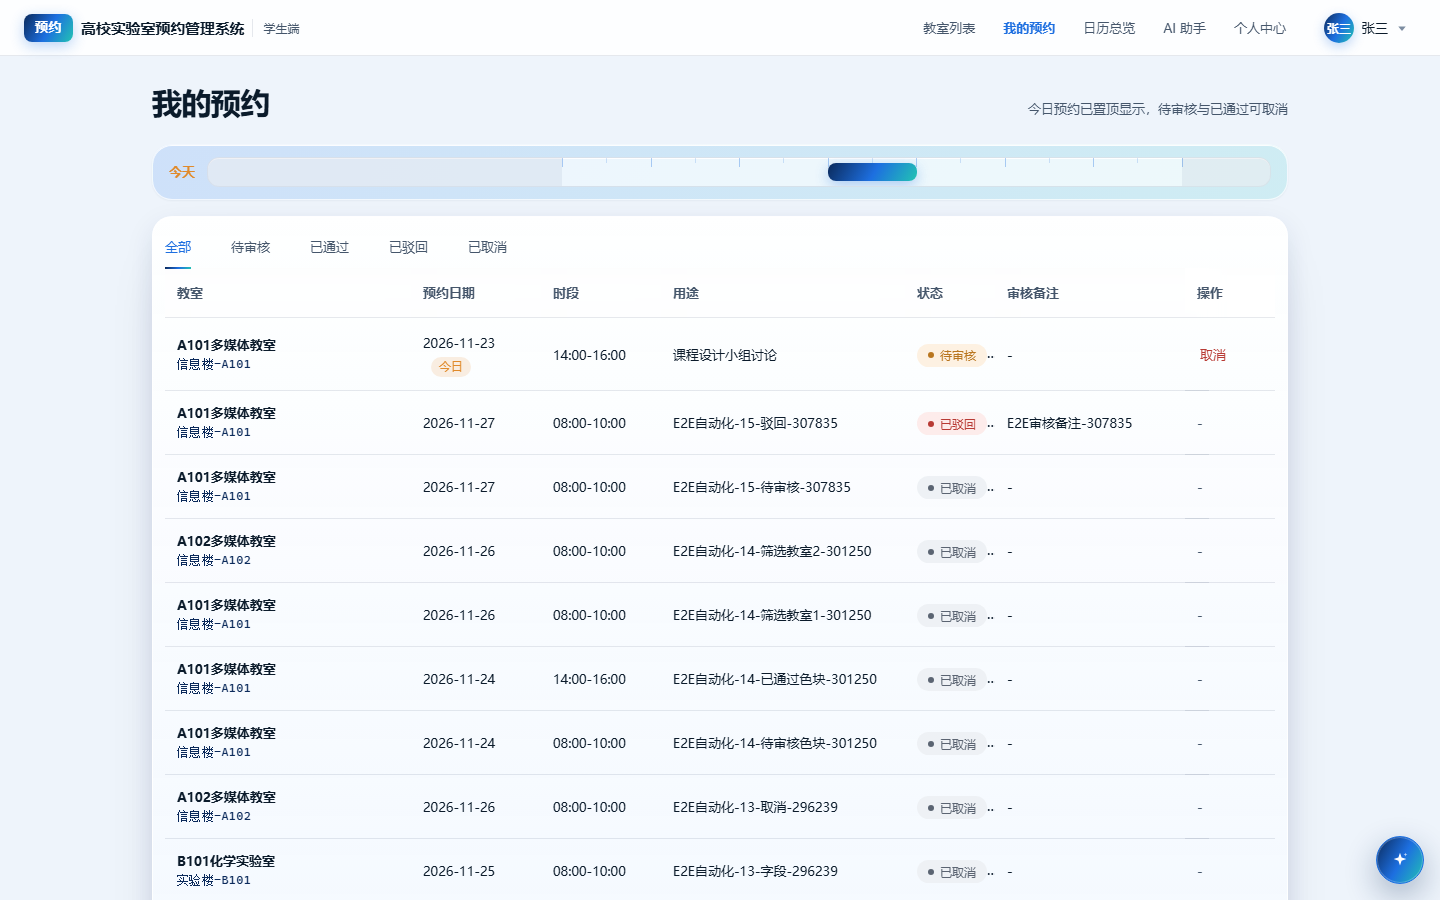 预约 高校实验室预约管理系统 学生端 教室列表 我的预约 日历总览 AI 助手 个人中心 张三 张三
我的预约
今日预约已置顶显示，待审核与已通过可取消
今天
全部 待审核 已通过 已驳回 已取消
教室 预约日期 时段 用途 状态 审核备注 操作
A101多媒体教室
信息楼-A101
2026-11-23
今日
14:00-16:00 课程设计小组讨论 待审核 .. - 取消
A101多媒体教室
信息楼-A101
2026-11-27 08:00-10:00 E2E自动化-15-驳回-307835 已驳回 .. E2E审核备注-307835 -
A101多媒体教室
信息楼-A101
2026-11-27 08:00-10:00 E2E自动化-15-待审核-307835 已取消 .. - -
A102多媒体教室
信息楼-A102
2026-11-26 08:00-10:00 E2E自动化-14-筛选教室2-301250 已取消 .. - -
A101多媒体教室
信息楼-A101
2026-11-26 08:00-10:00 E2E自动化-14-筛选教室1-301250 已取消 .. - -
A101多媒体教室
信息楼-A101
2026-11-24 14:00-16:00 E2E自动化-14-已通过色块-301250 已取消 .. - -
A101多媒体教室
信息楼-A101
2026-11-24 08:00-10:00 E2E自动化-14-待审核色块-301250 已取消 .. - -
A102多媒体教室
信息楼-A102
2026-11-26 08:00-10:00 E2E自动化-13-取消-296239 已取消 .. - -
B101化学实验室
实验楼-B101
2026-11-25 08:00-10:00 E2E自动化-13-字段-296239 已取消 .. - -